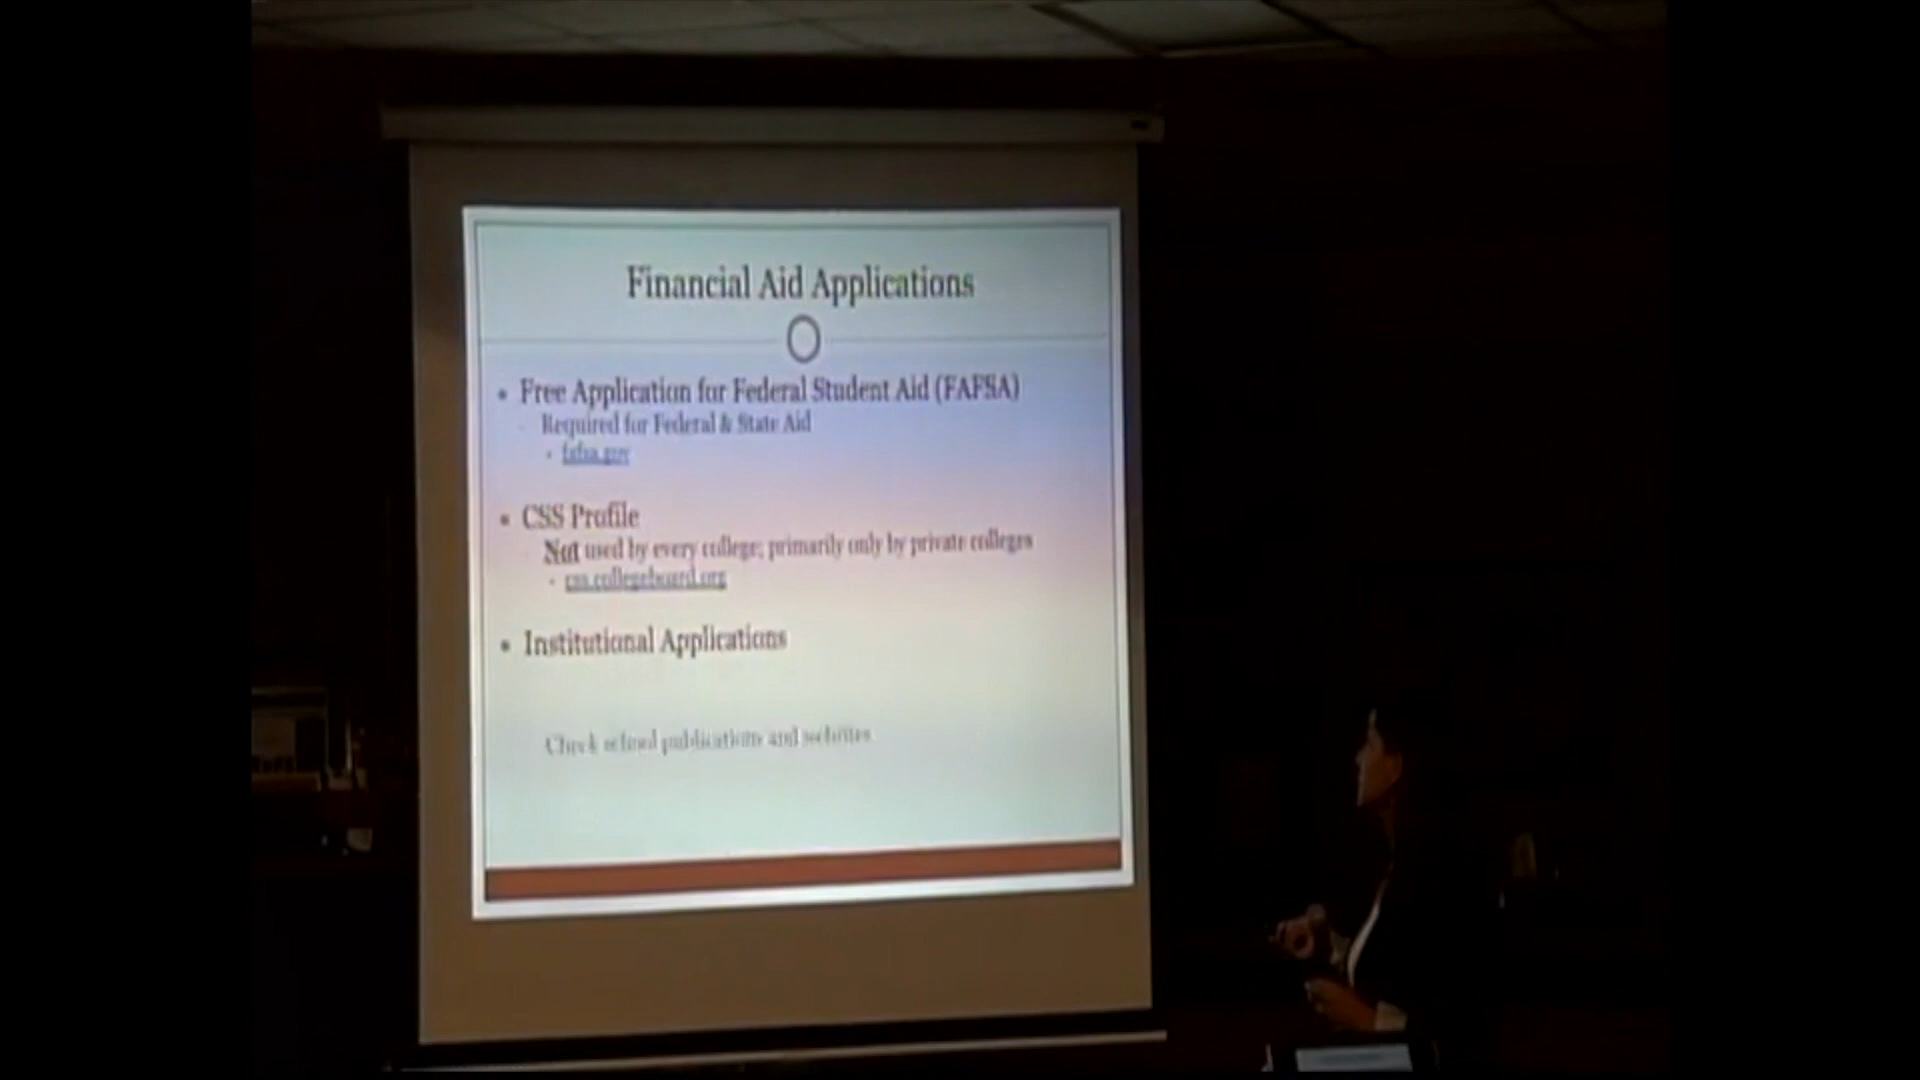 Financial Aid Applications
Free Application for Federal Student Aid (FAFSA)
Required for Federal & State Aid
fafsa.gov
CSS Profile
Not used by every college; primarily only by private colleges
css.collegeboard.org
Institutional Applications
Check school publications and websites